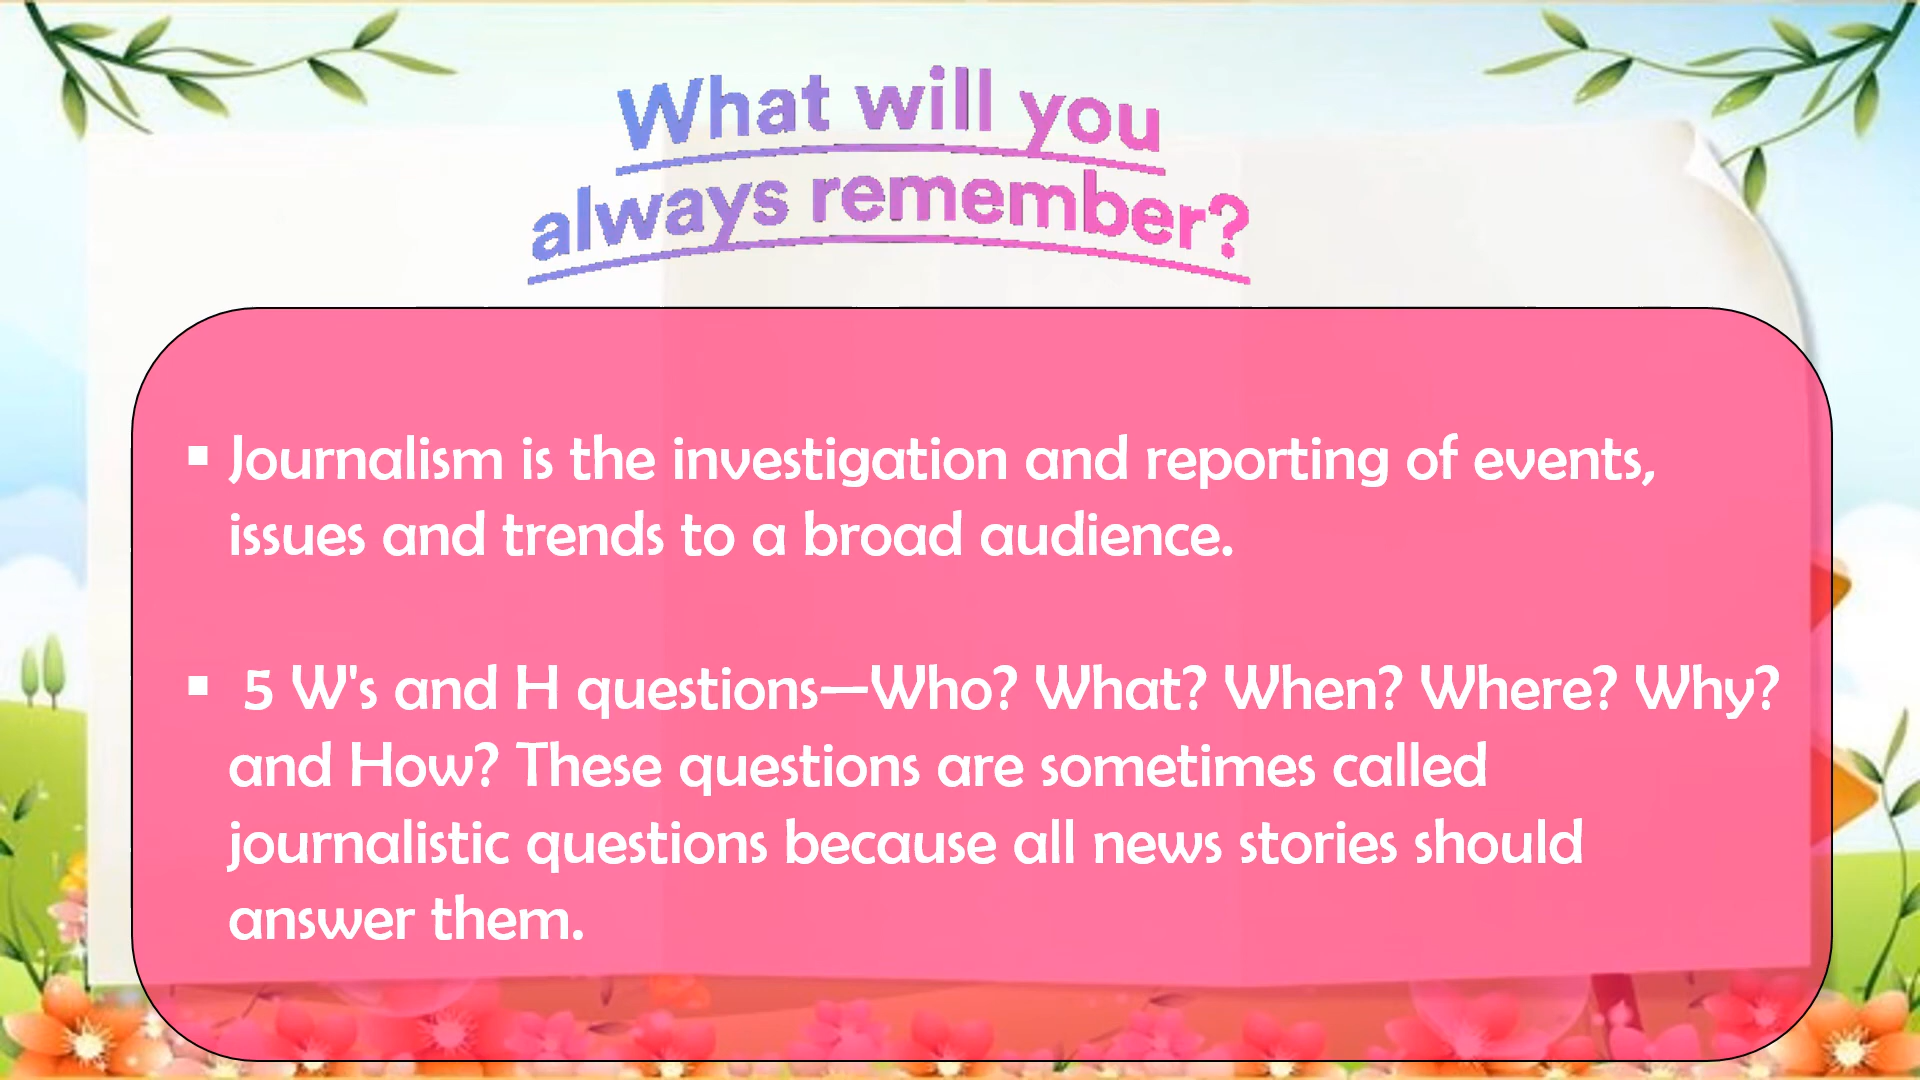 What will you
always remember?
▪ Journalism is the investigation and reporting of events,
issues and trends to a broad audience.
▪ 5 W's and H questions—Who? What? When? Where? Why?
and How? These questions are sometimes called
journalistic questions because all news stories should
answer them.